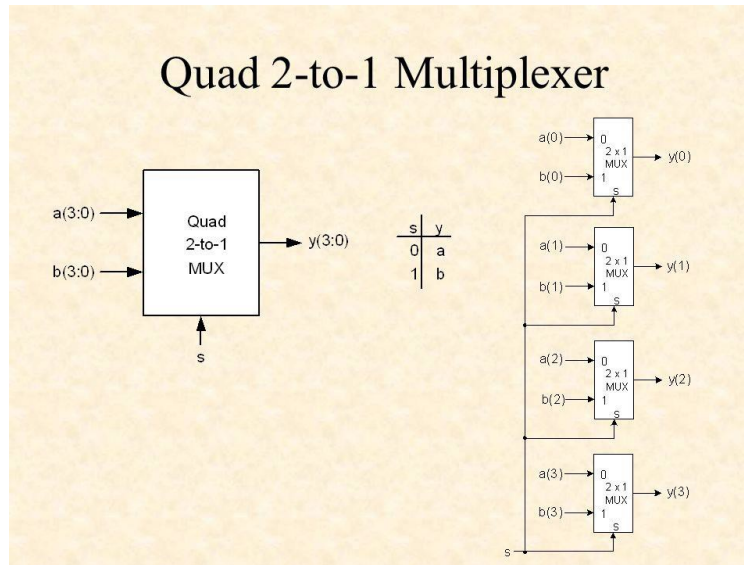 Quad 2-to-1 Multiplexer
a(3:0)
b(3:0)
Quad
2-to-1
MUX
y(3:0)
s
s y
0 a
1 b
a(0)
b(0)
0
2 x 1
MUX
1
s
y(0)
a(1)
b(1)
0
2 x 1
MUX
1
s
y(1)
a(2)
b(2)
0
2 x 1
MUX
1
s
y(2)
a(3)
b(3)
0
2 x 1
MUX
1
s
y(3)
s